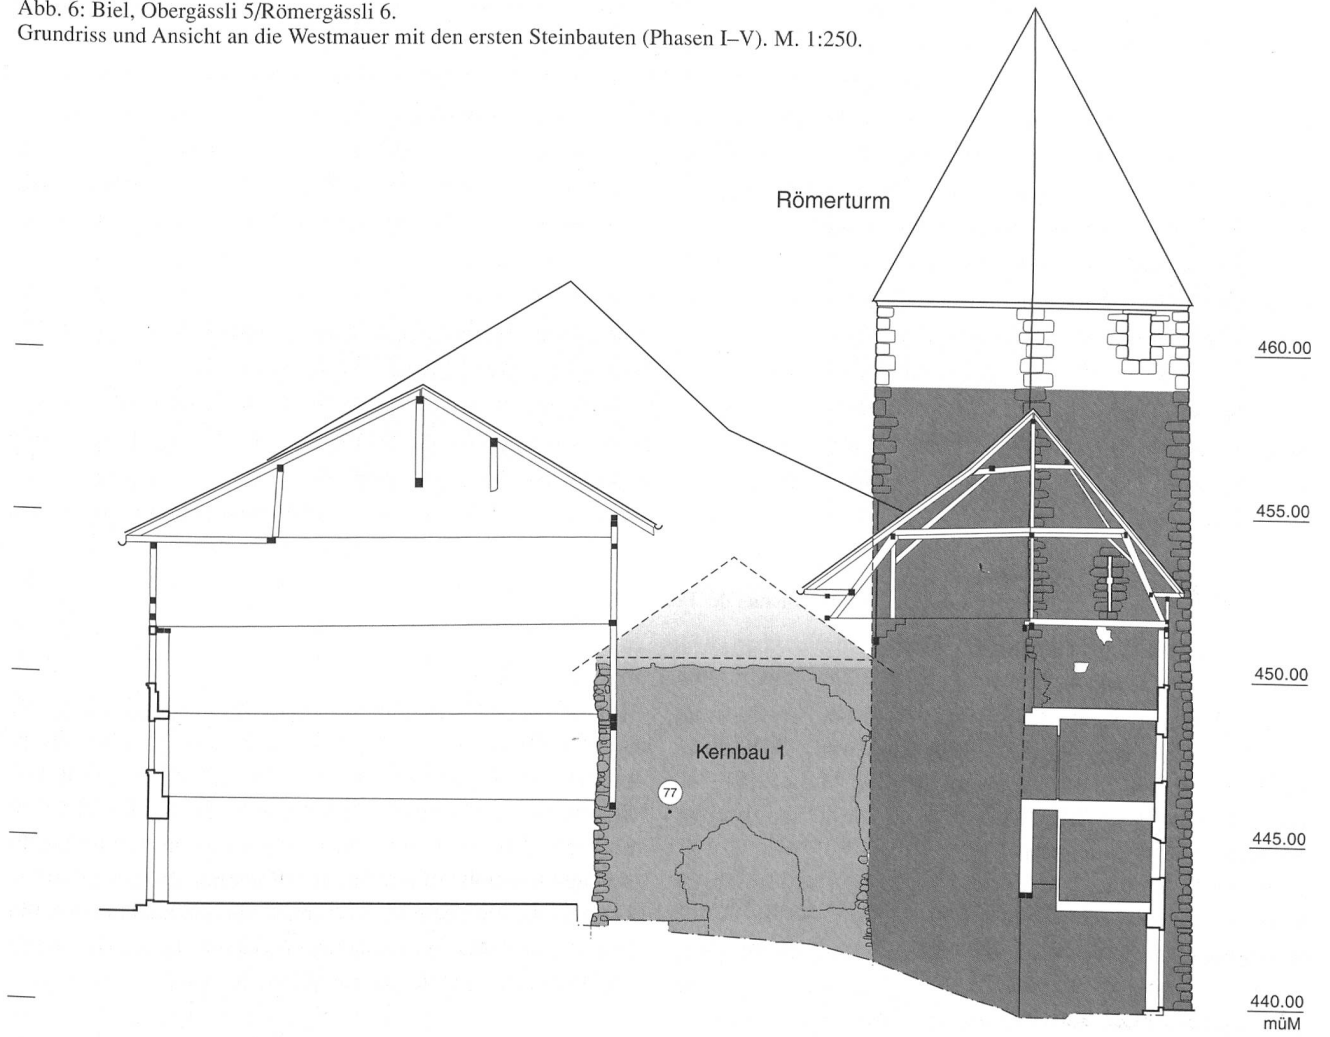 Abb. 6: Biel, Obergässli 5/Römergässli 6.
Grundriss und Ansicht an die Westmauer mit den ersten Steinbauten (Phasen I–V). M. 1:250.
Römerturm
460.00
455.00
450.00
Kernbau 1
77
445.00
440.00
müM